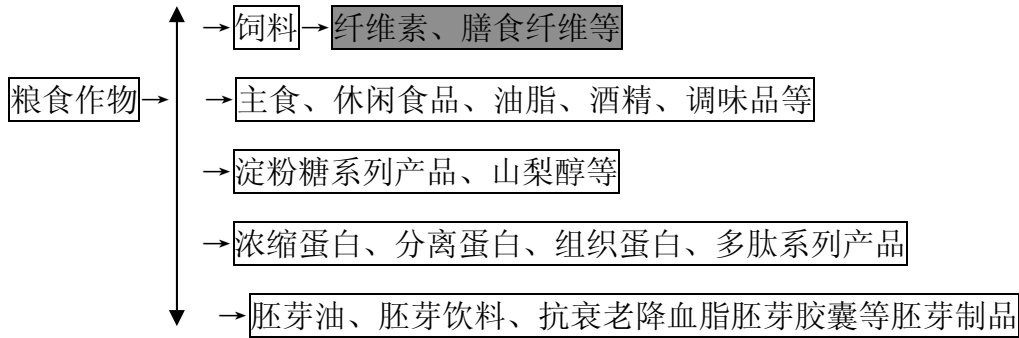 饲料 纤维素、膳食纤维等
粮食作物 主食、休闲食品、油脂、酒精、调味品等
淀粉糖系列产品、山梨醇等
浓缩蛋白、分离蛋白、组织蛋白、多肽系列产品
胚芽油、胚芽饮料、抗衰老降血脂胚芽胶囊等胚芽制品